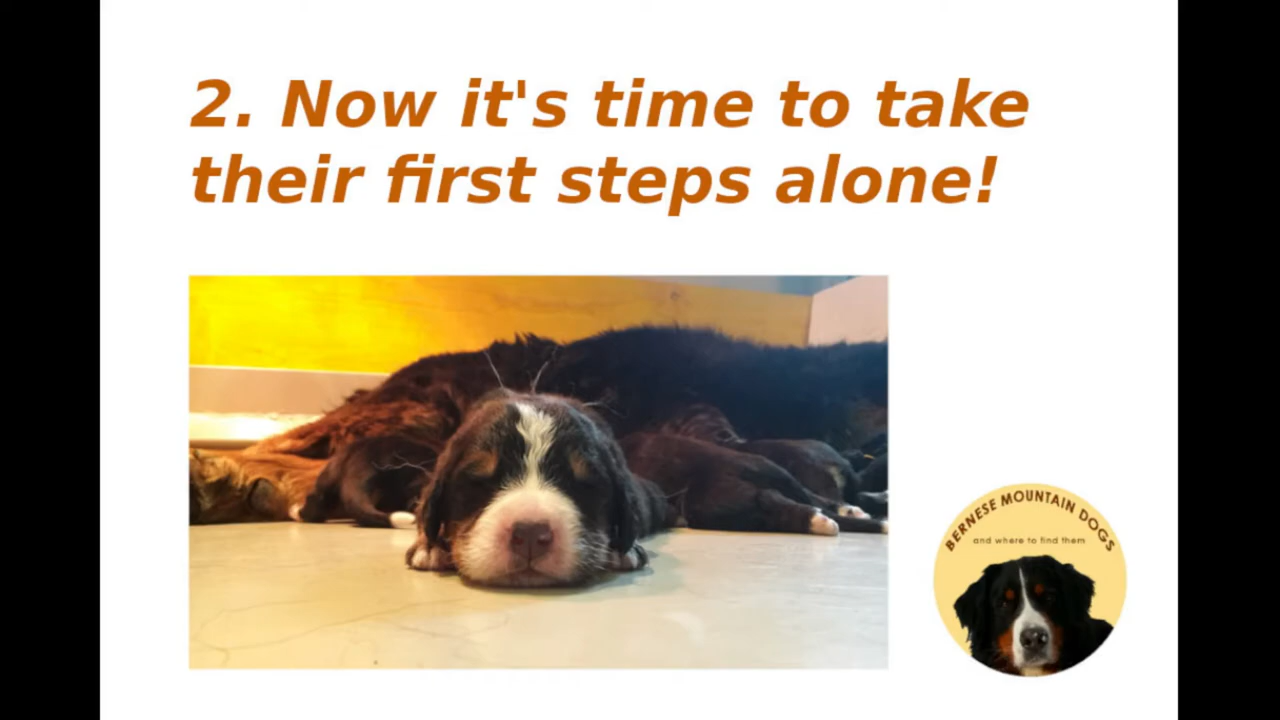 2. Now it's time to take
their first steps alone!
BERNESE MOUNTAIN DOGS
and where to find them